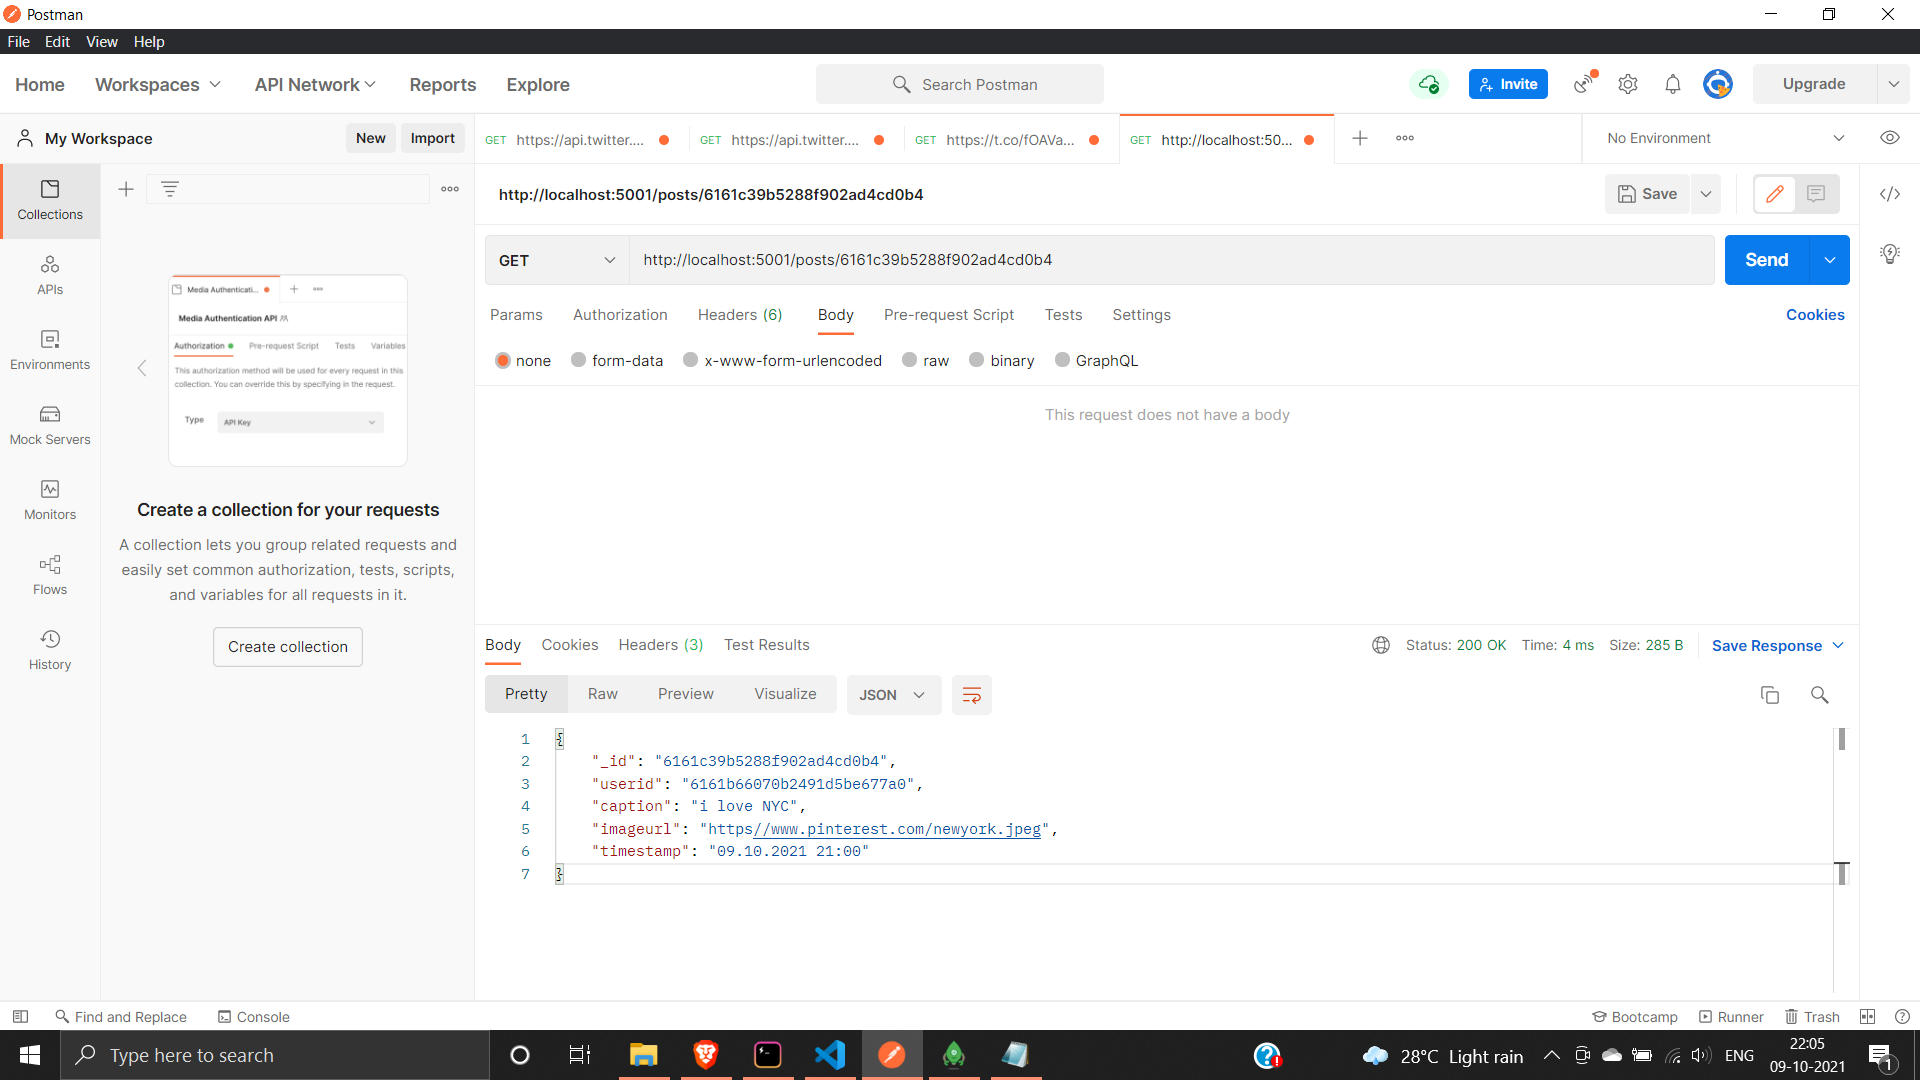 Postman
File Edit View Help
Home Workspaces API Network Reports Explore Search Postman Invite Upgrade
My Workspace New Import
GET https://api.twitter.... GET https://api.twitter.... GET https://t.co/fOAVa... GET http://localhost:50... No Environment
Collections
APIs
Environments
Mock Servers
Monitors
Flows
History
Media Authenticati...
Media Authentication API
Authorization Pre-request Script Tests Variables
This authorization method will be used for every request in this
collection. You can override this by specifying in the request.
Type API Key
Create a collection for your requests
A collection lets you group related requests and
easily set common authorization, tests, scripts,
and variables for all requests in it.
Create collection
http://localhost:5001/posts/6161c39b5288f902ad4cd0b4 Save
GET http://localhost:5001/posts/6161c39b5288f902ad4cd0b4 Send
Params Authorization Headers (6) Body Pre-request Script Tests Settings Cookies
none form-data x-www-form-urlencoded raw binary GraphQL
This request does not have a body
Body Cookies Headers (3) Test Results Status: 200 OK Time: 4 ms Size: 285 B Save Response
Pretty Raw Preview Visualize JSON
1 {
2 "_id": "6161c39b5288f902ad4cd0b4",
3 "userid": "6161b66070b2491d5be677a0",
4 "caption": "i love NYC",
5 "imageurl": "https//www.pinterest.com/newyork.jpeg",
6 "timestamp": "09.10.2021 21:00"
7 }
Find and Replace Console Bootcamp Runner Trash
Type here to search 28°C Light rain ENG 22:05
09-10-2021 1